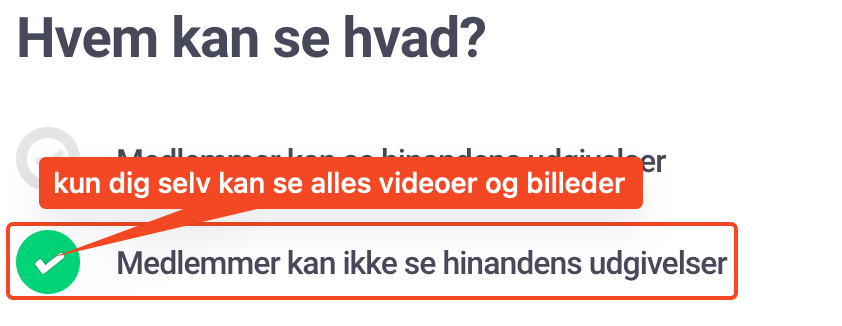 Hvem kan se hvad?
Medlemmer kan se hinandens udgivelser
kun dig selv kan se alles videoer og billeder
Medlemmer kan ikke se hinandens udgivelser